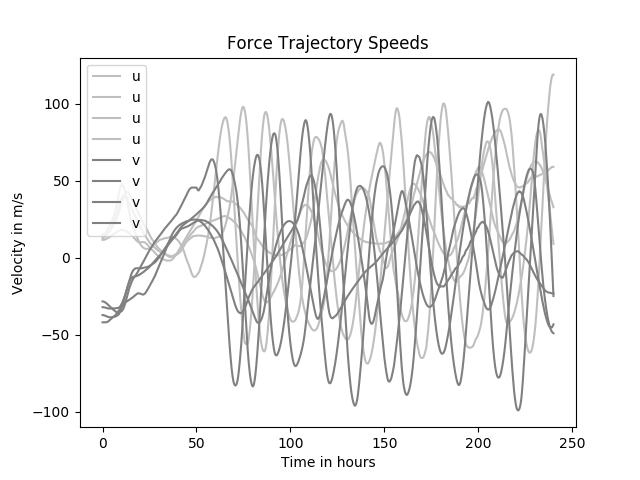 Force Trajectory Speeds
u
u
u
u
v
v
v
v
100
50
0
−50
−100
Velocity in m/s
0 50 100 150 200 250
Time in hours